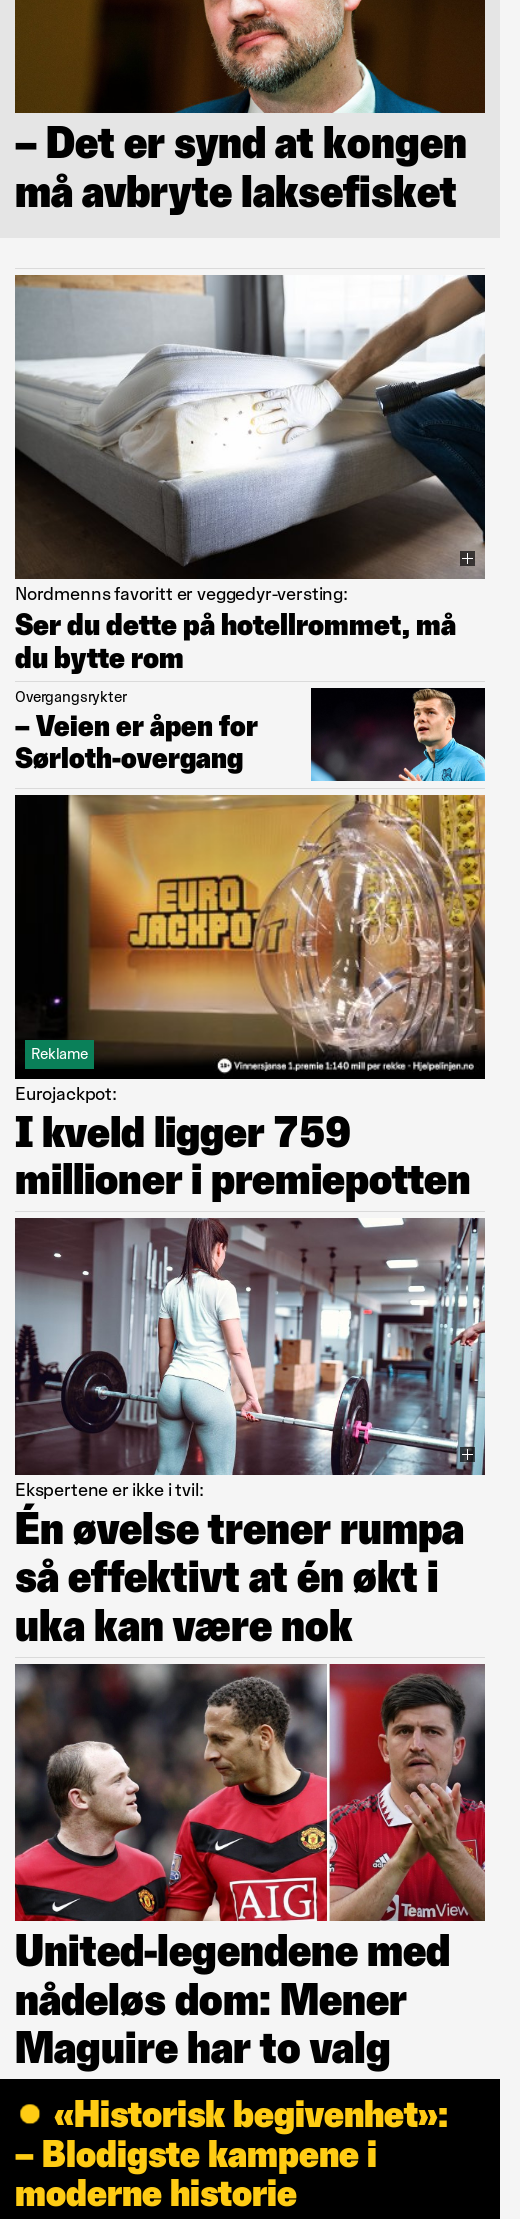 – Det er synd at kongen
må avbryte laksefisket
Nordmenns favoritt er veggedyr-versting:
Ser du dette på hotellrommet, må
du bytte rom
Overgangsrykter
– Veien er åpen for
Sørloth-overgang
EURO
JACKPOT
Reklame
18+ Vinnersjanse 1.premie 1:140 mill per rekke - Hjelpelinjen.no
Eurojackpot:
I kveld ligger 759
millioner i premiepotten
Ekspertene er ikke i tvil:
Én øvelse trener rumpa
så effektivt at én økt i
uka kan være nok
AIG
adidas
TeamView
United-legendene med
nådeløs dom: Mener
Maguire har to valg
«Historisk begivenhet»:
– Blodigste kampene i
moderne historie